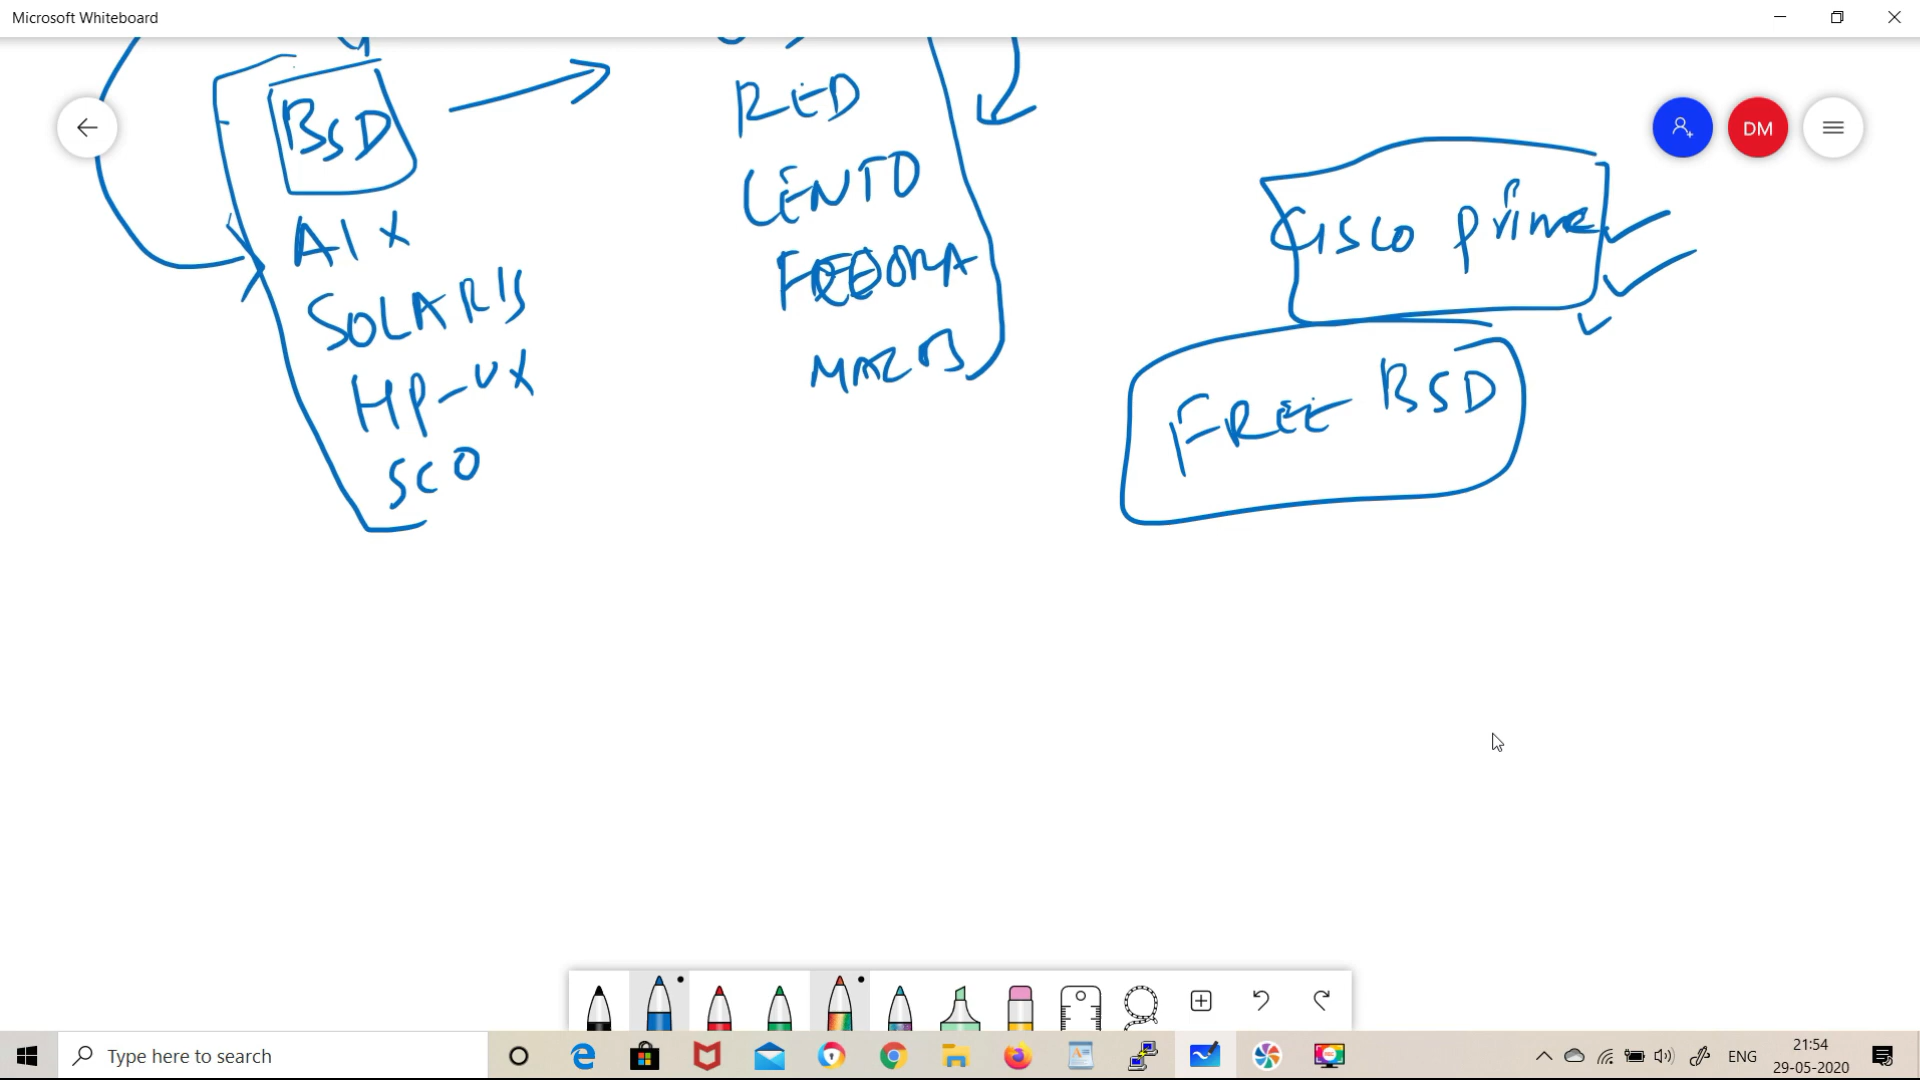 Microsoft Whiteboard
BSD
AIX
SOLARIS
HP-UX
SCO
RED
CENTO
FEDORA
CISCO prime
FREE BSD
DM
Type here to search
ENG
21:54
29-05-2020